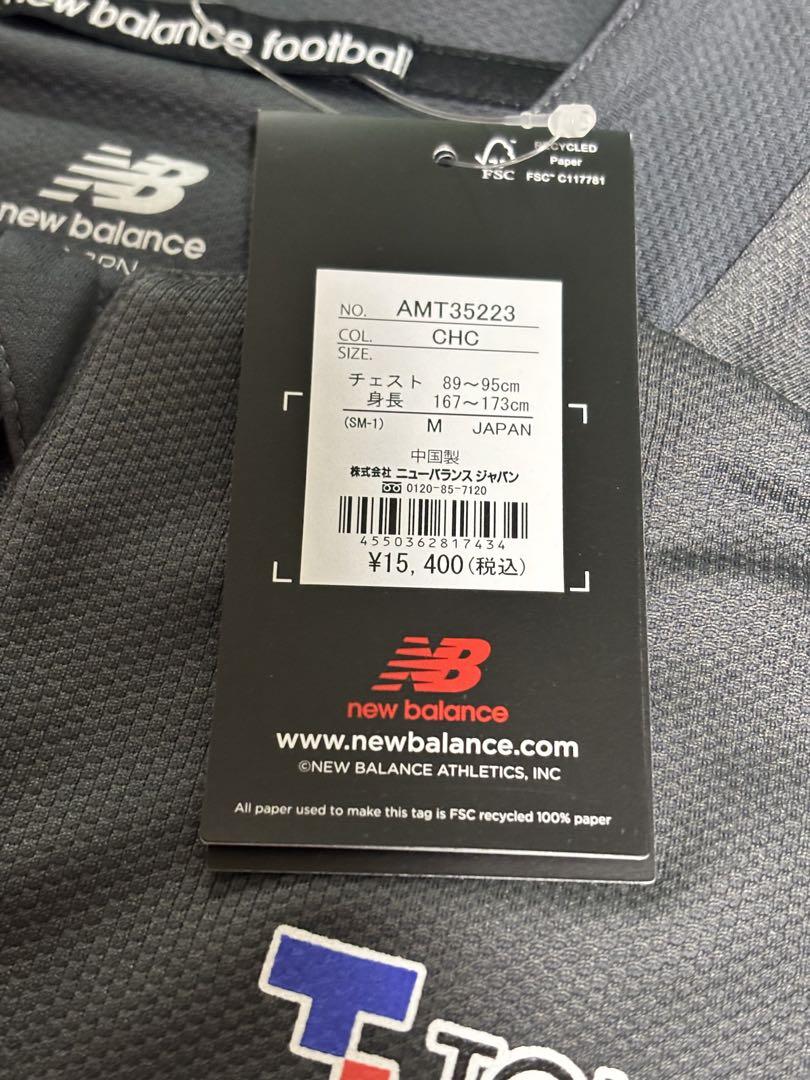 new balance football
NB
new balance
JPN
FSC
RECYCLED
Paper
FSC™ C117781
NO. AMT35223
COL. CHC
SIZE.
チェスト 89～95cm
身長 167～173cm
(SM-1) M JAPAN
中国製
株式会社 ニューバランス ジャパン
0120-85-7120
4550362817434
¥15,400(税込)
NB
new balance
www.newbalance.com
©NEW BALANCE ATHLETICS, INC
All paper used to make this tag is FSC recycled 100% paper